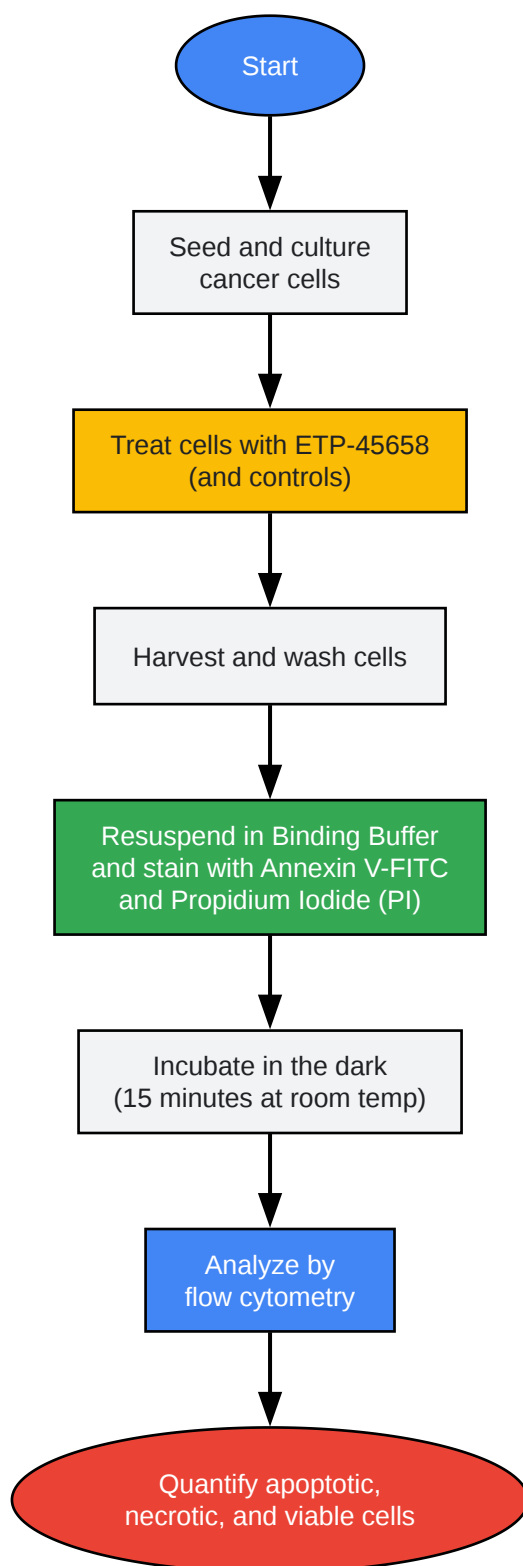 Start
Seed and culture
cancer cells
Treat cells with ETP-45658
(and controls)
Harvest and wash cells
Resuspend in Binding Buffer
and stain with Annexin V-FITC
and Propidium Iodide (PI)
Incubate in the dark
(15 minutes at room temp)
Analyze by
flow cytometry
Quantify apoptotic,
necrotic, and viable cells